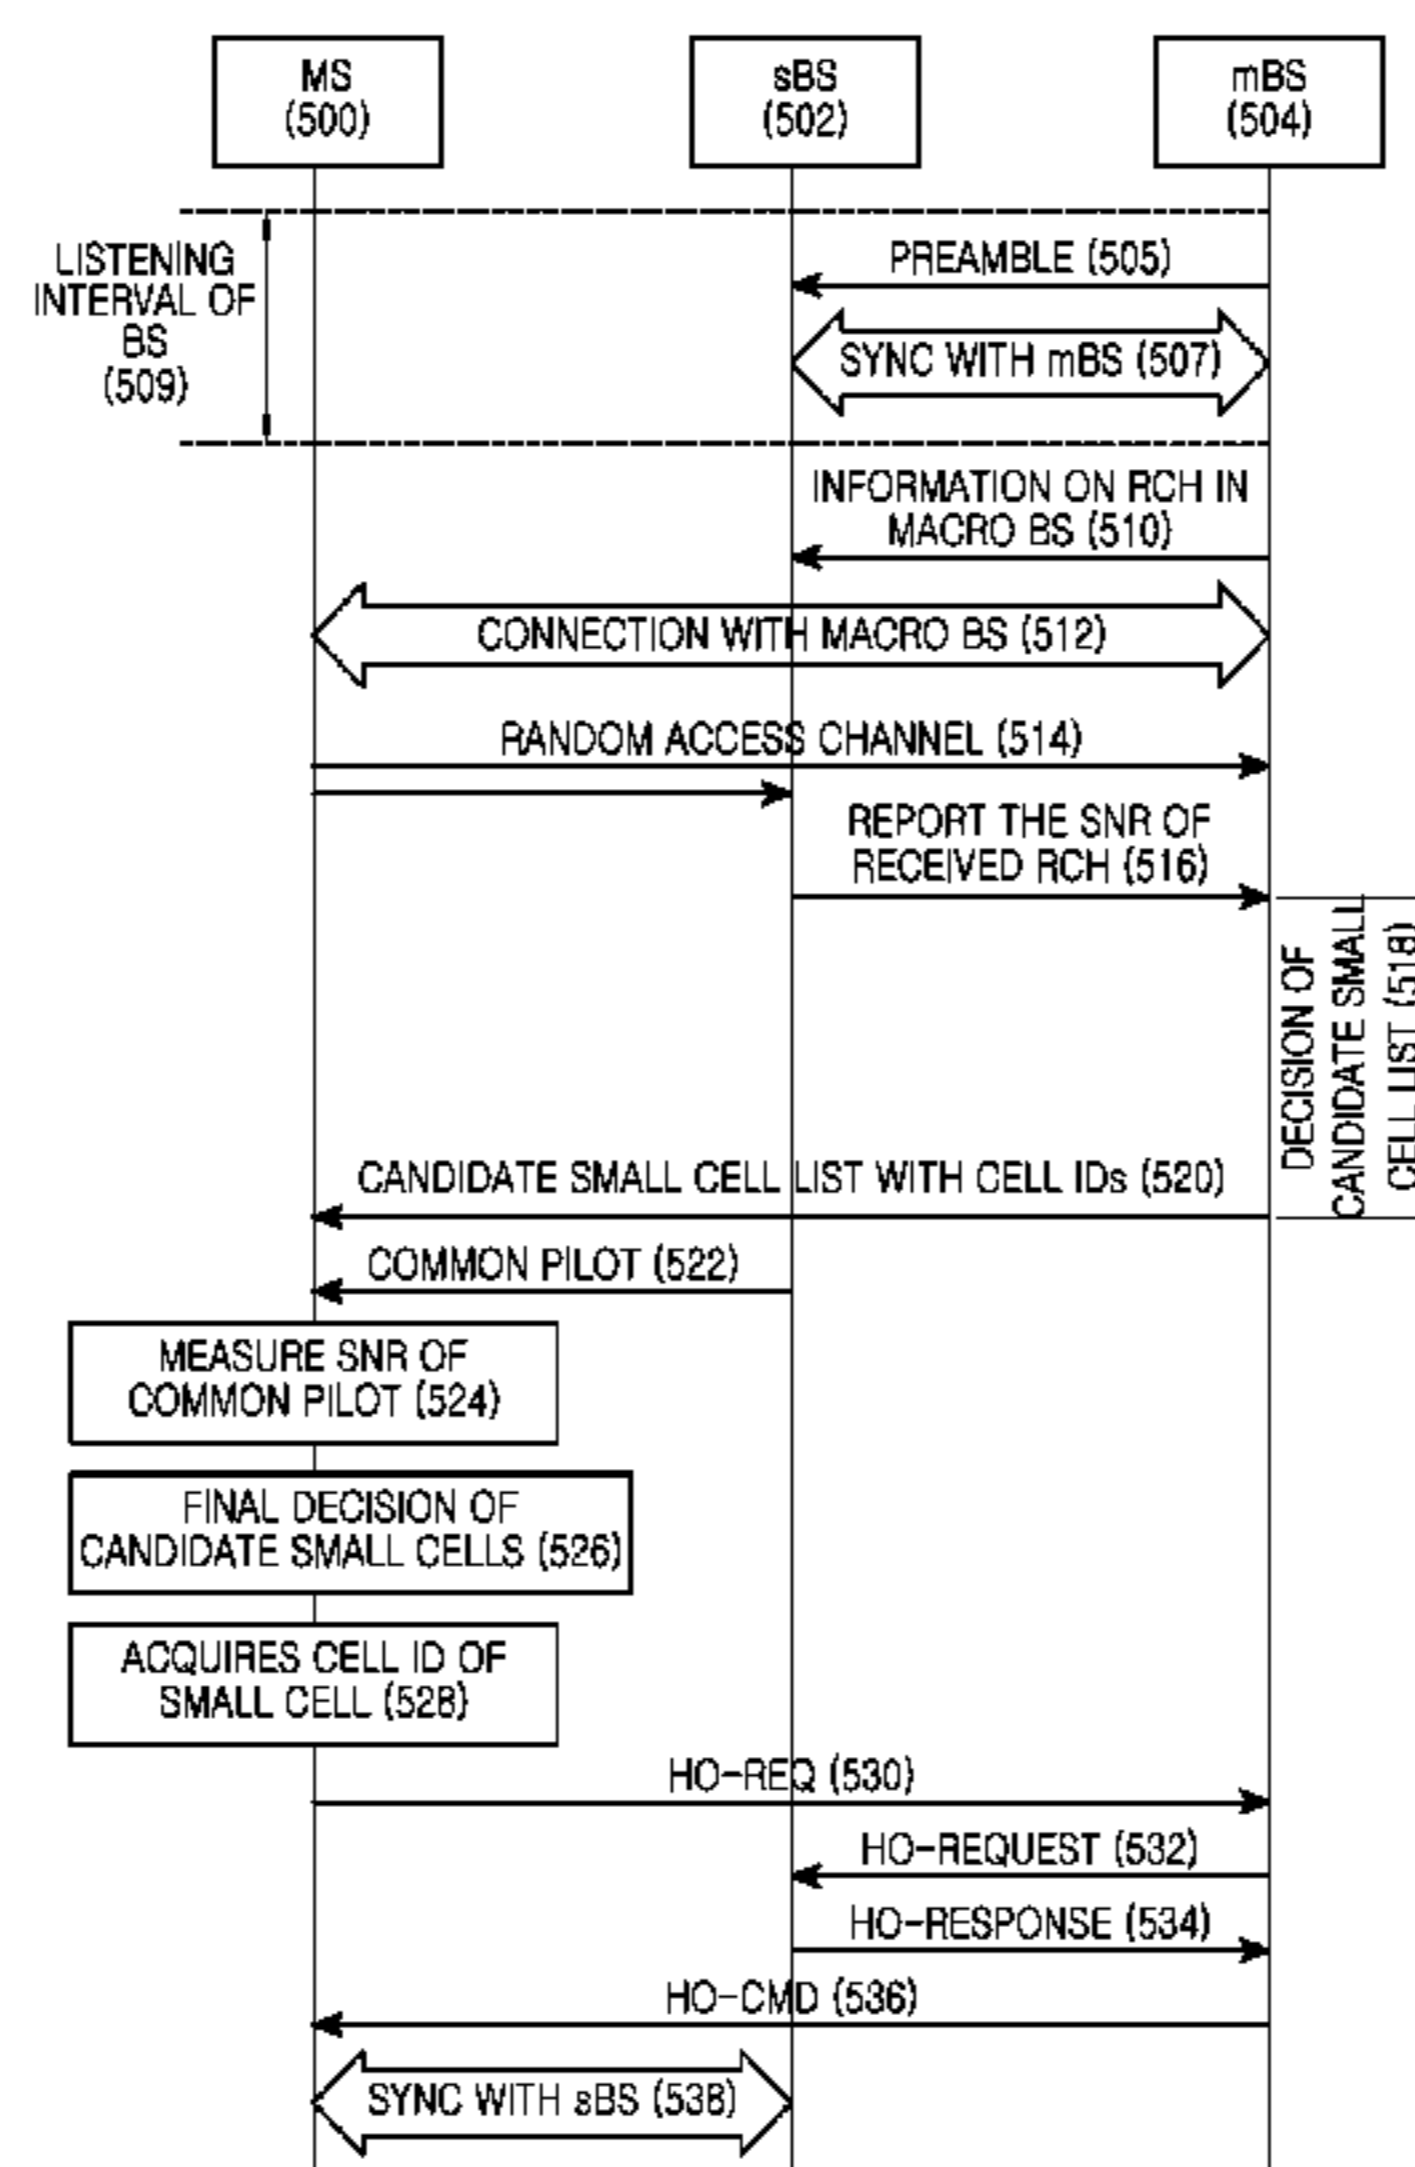 MS
(500)
sBS
(502)
mBS
(504)
LISTENING
INTERVAL OF
BS
(509)
PREAMBLE (505)
SYNC WITH mBS (507)
INFORMATION ON RCH IN
MACRO BS (510)
CONNECTION WITH MACRO BS (512)
RANDOM ACCESS CHANNEL (514)
REPORT THE SNR OF
RECEIVED RCH (516)
DECISION OF
CANDIDATE SMALL
CELL LIST (518)
CANDIDATE SMALL CELL LIST WITH CELL IDs (520)
COMMON PILOT (522)
MEASURE SNR OF
COMMON PILOT (524)
FINAL DECISION OF
CANDIDATE SMALL CELLS (526)
ACQUIRES CELL ID OF
SMALL CELL (528)
HO-REQ (530)
HO-REQUEST (532)
HO-RESPONSE (534)
HO-CMD (536)
SYNC WITH sBS (538)